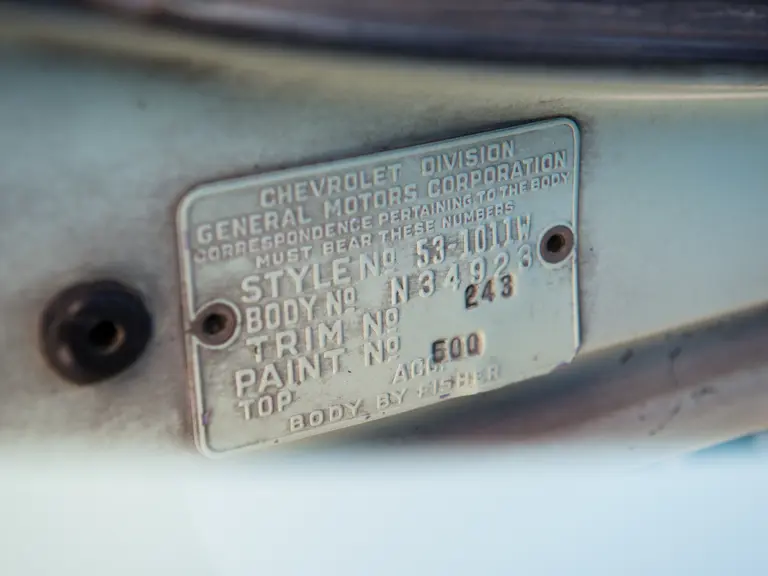 CHEVROLET DIVISION
GENERAL MOTORS CORPORATION
CORRESPONDENCE PERTAINING TO THE BODY
MUST BEAR THESE NUMBERS
STYLE Nº 53-1011W
BODY Nº N34923
TRIM Nº 243
PAINT Nº 600
TOP ACC.
BODY BY FISHER